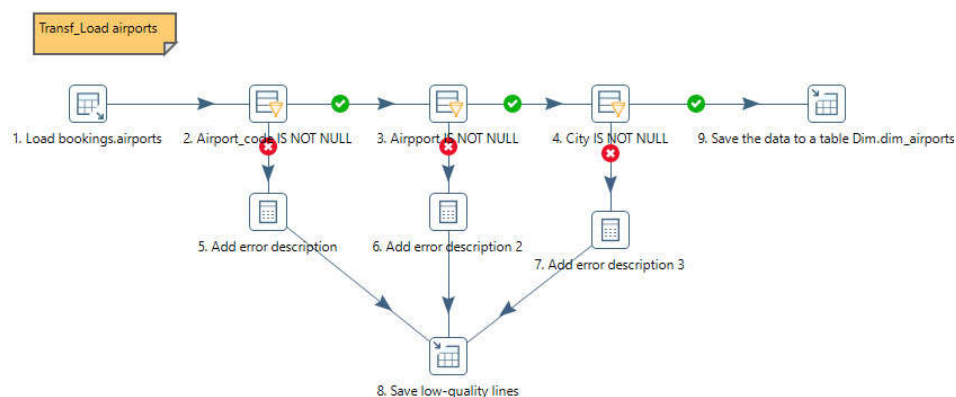 Transf_Load airports
1. Load bookings.airports
2. Airport_code IS NOT NULL
3. Airpport IS NOT NULL
4. City IS NOT NULL
9. Save the data to a table Dim.dim_airports
5. Add error description
6. Add error description 2
7. Add error description 3
8. Save low-quality lines